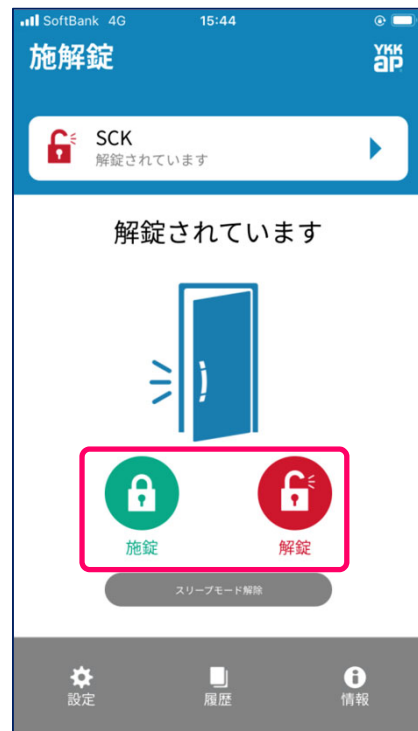 SoftBank 4G 15:44
施解錠
YKK
ap
SCK
解錠されています
解錠されています
施錠 解錠
スリープモード解除
設定 履歴 情報